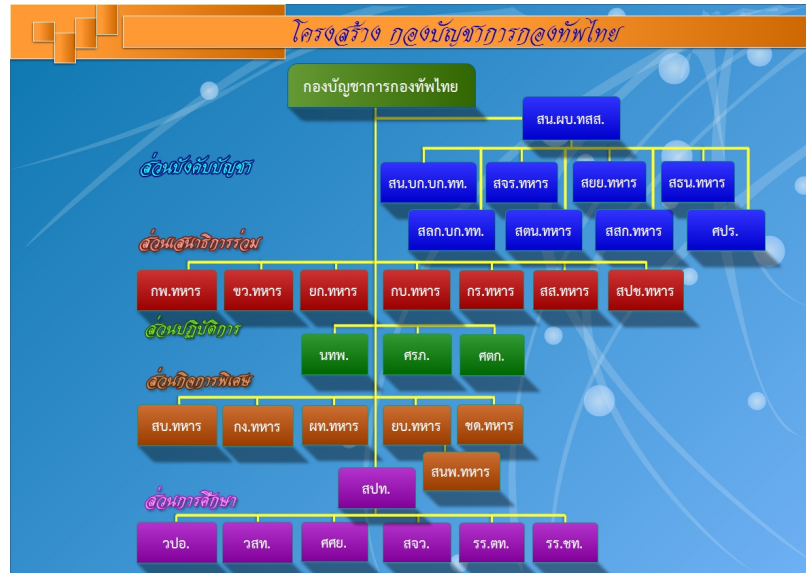 โครงสร้าง กองบัญชาการกองทัพไทย
กองบัญชาการกองทัพไทย
สน.ผบ.ทสส.
ส่วนบังคับบัญชา
สน.บก.บก.ทท. สจร.ทหาร สยย.ทหาร สธน.ทหาร
สลก.บก.ทท. สตน.ทหาร สสก.ทหาร ศปร.
ส่วนเสนาธิการร่วม
กพ.ทหาร ขว.ทหาร ยก.ทหาร กบ.ทหาร กร.ทหาร สส.ทหาร สปช.ทหาร
ส่วนปฏิบัติการ
นทพ. ศรภ. ศตก.
ส่วนกิจการพิเศษ
สบ.ทหาร กง.ทหาร ผท.ทหาร ยบ.ทหาร ชด.ทหาร
สนพ.ทหาร
สปท.
ส่วนการศึกษา
วปอ. วสท. ศศย. สจว. รร.ตท. รร.ชท.